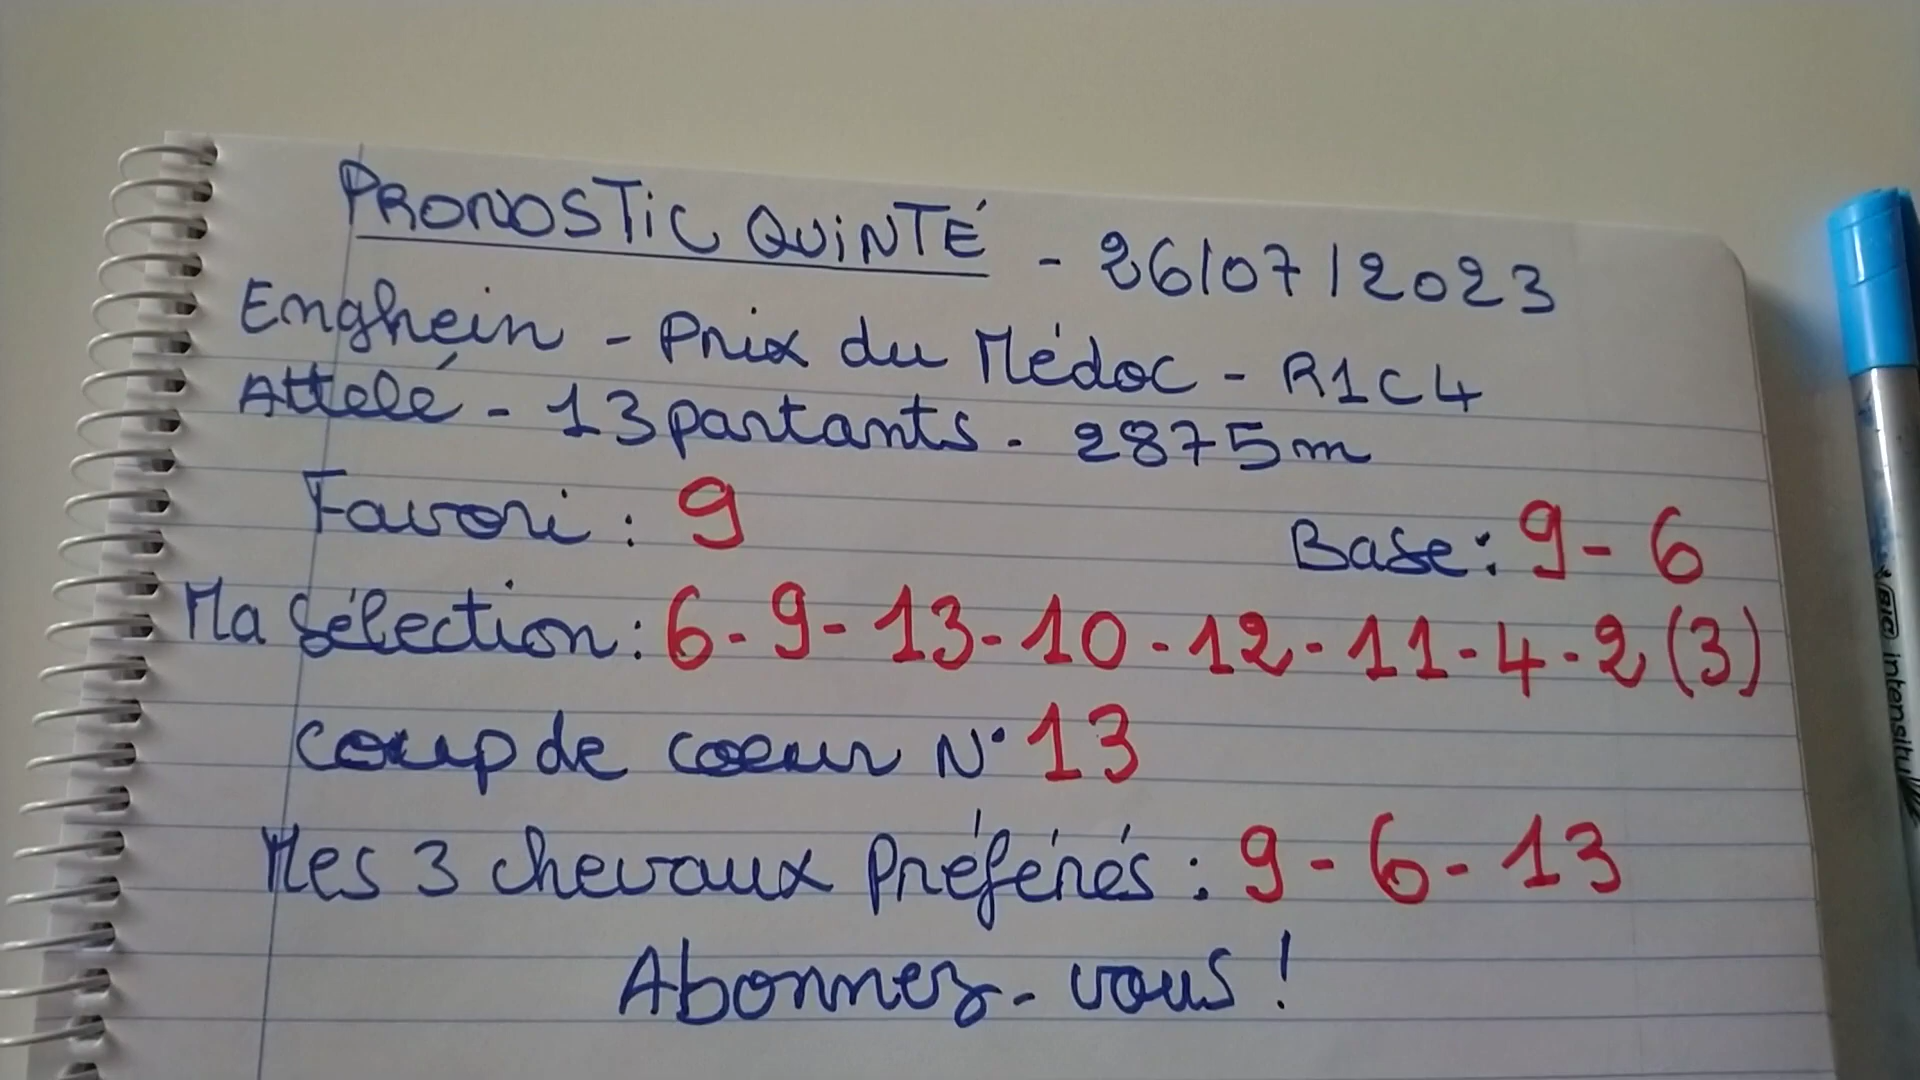 PRONOSTiC QUiNTÉ - 26/07/2023
Enghein - Prix du Médoc - R1C4
Attelé - 13 partants. 2875m
Favori : 9 Base : 9 - 6
Ma Sélection : 6 - 9 - 13 - 10 - 12 - 11 - 4 - 2 (3)
coup de coeur N° 13
Mes 3 chevaux Préférés : 9 - 6 - 13
Abonnez-vous !
BIC intensity